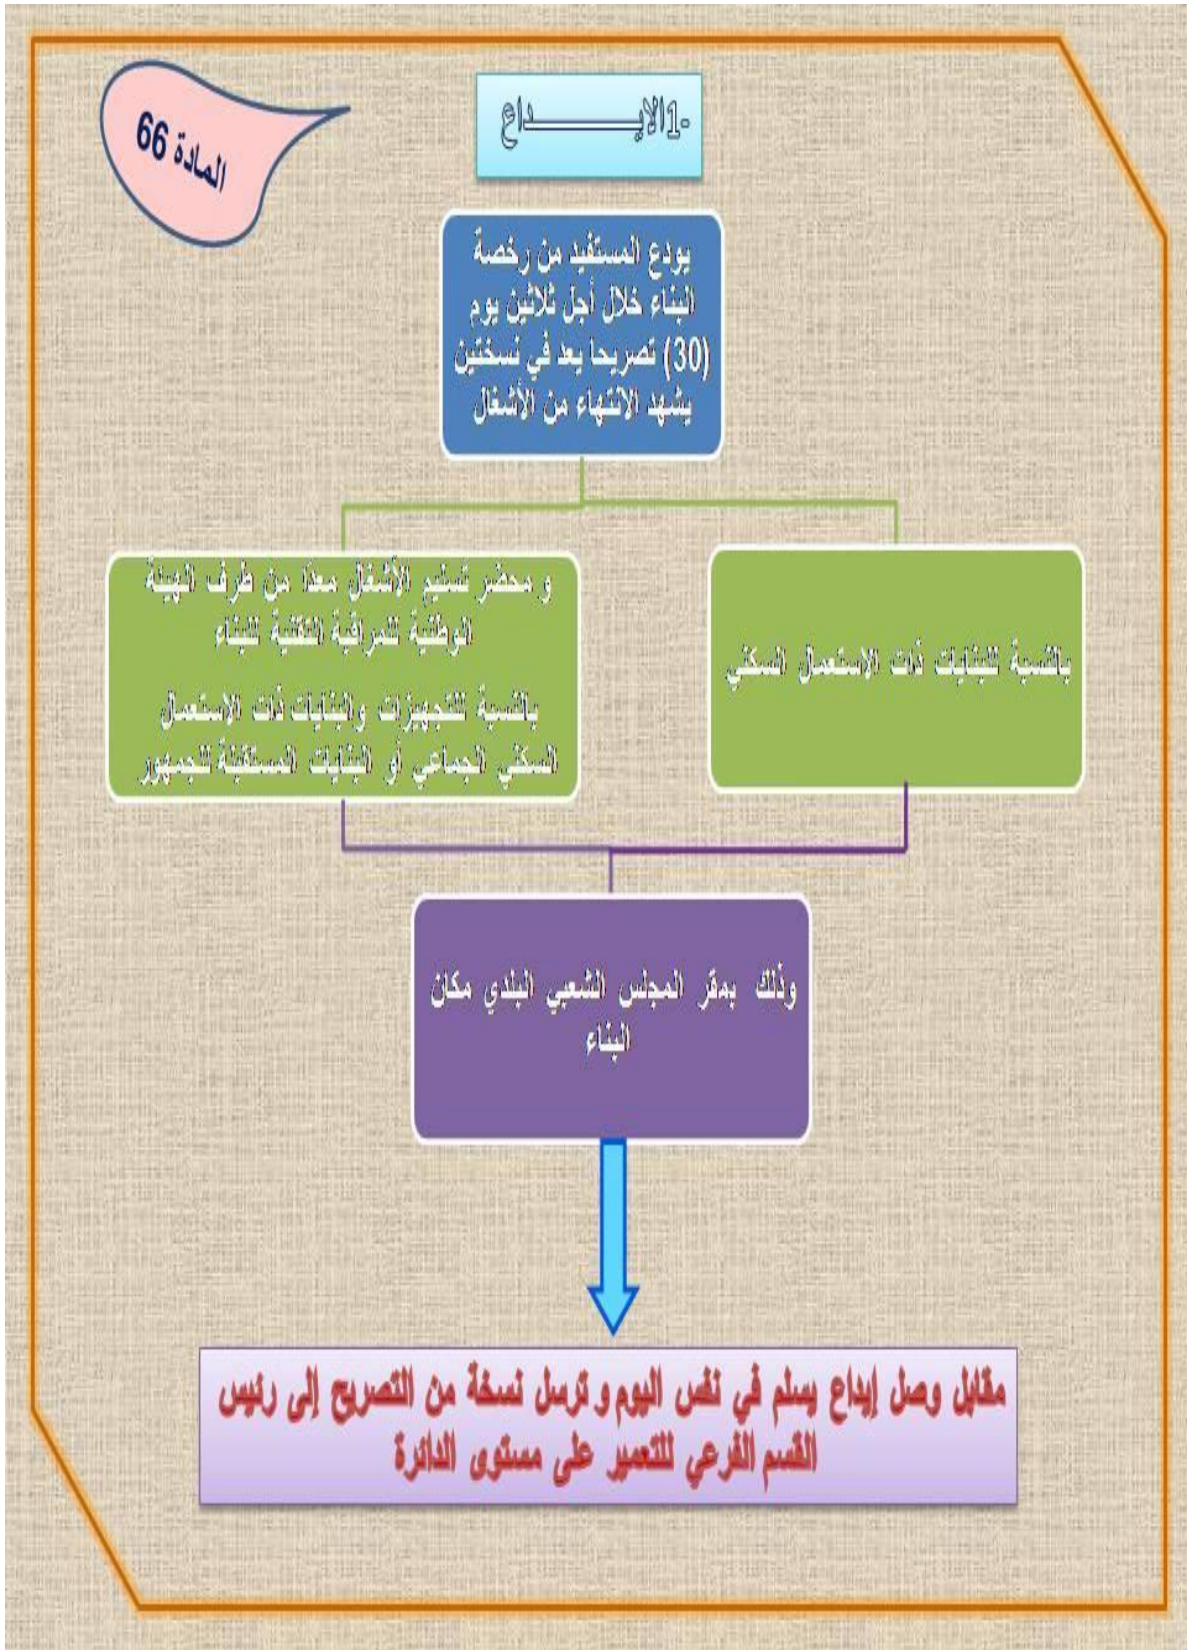 1- الايــــــــداع
المادة 66
يودع المستفيد من رخصة
البناء خلال أجل ثلاثين يوم
(30) تصريحا يعد في نسختين
يشهد الانتهاء من الأشغال
بالنسبة للبنايات ذات الاستعمال السكني
و محضر تسليم الأشغال معدّا من طرف الهيئة
الوطنية للمراقبة التقنية للبناء
بالنسبة للتجهيزات والبنايات ذات الاستعمال
السكني الجماعي أو البنايات المستقبلة للجمهور
وذلك بمقر المجلس الشعبي البلدي مكان
البناء
مقابل وصل إيداع يسلم في نفس اليوم و ترسل نسخة من التصريح إلى رئيس
القسم الفرعي للتعمير على مستوى الدائرة